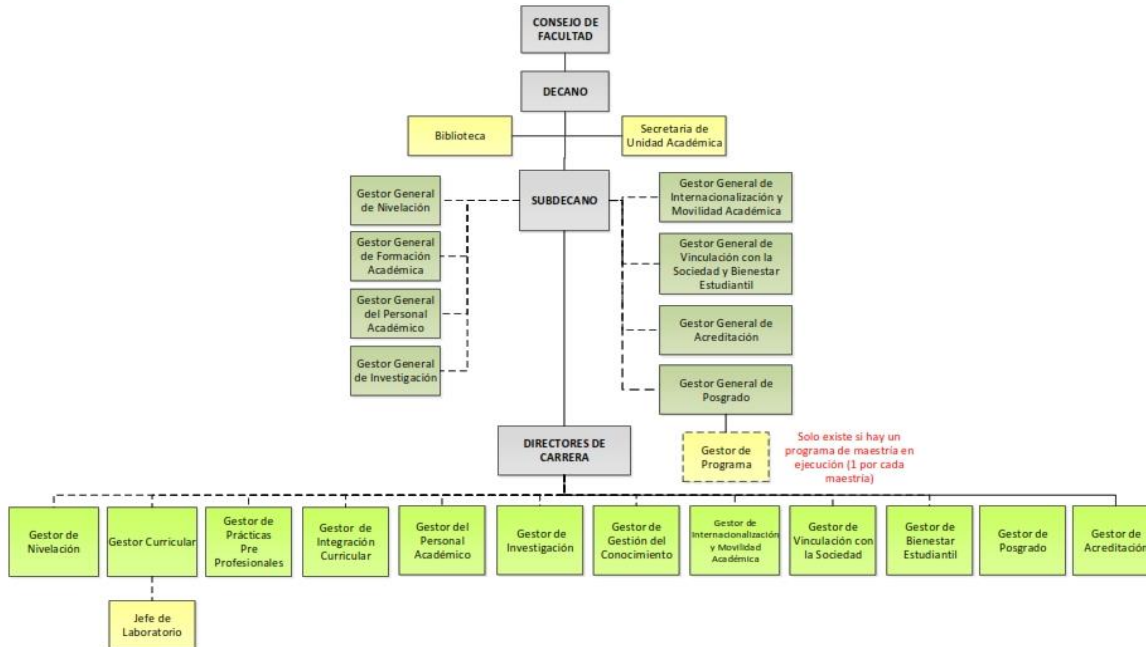 CONSEJO DE
FACULTAD
DECANO
Biblioteca
Secretaria de
Unidad Académica
SUBDECANO
Gestor General
de Nivelación
Gestor General
de Formación
Académica
Gestor General
del Personal
Académico
Gestor General
de Investigación
Gestor General de
Internacionalización y
Movilidad Académica
Gestor General de
Vinculación con la
Sociedad y Bienestar
Estudiantil
Gestor General de
Acreditación
Gestor General de
Posgrado
Gestor de
Programa
Solo existe si hay un
programa de maestría en
ejecución (1 por cada
maestría)
DIRECTORES DE
CARRERA
Gestor de
Nivelación
Gestor Curricular
Gestor de
Prácticas
Pre
Profesionales
Gestor de
Integración
Curricular
Gestor del
Personal
Académico
Gestor de
Investigación
Gestor de
Gestión del
Conocimiento
Gestor de
Internacionalización
y Movilidad
Académica
Gestor de
Vinculación con
la Sociedad
Gestor de
Bienestar
Estudiantil
Gestor de
Posgrado
Gestor de
Acreditación
Jefe de
Laboratorio